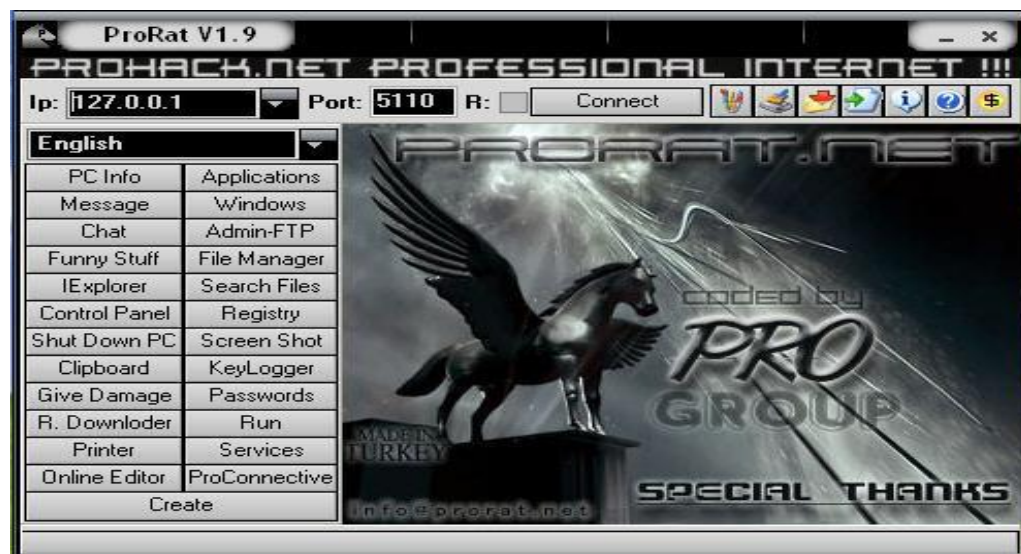 ProRat V1.9
PROHACK.NET PROFESSIONAL INTERNET !!!
Ip: 127.0.0.1 Port: 5110 R: Connect
English
PC Info Applications
Message Windows
Chat Admin-FTP
Funny Stuff File Manager
IExplorer Search Files
Control Panel Registry
Shut Down PC Screen Shot
Clipboard KeyLogger
Give Damage Passwords
R. Downloder Run
Printer Services
Online Editor ProConnective
Create
PRORAT.NET
coded by
PRO
GROUP
MADE IN
TURKEY
SPECIAL THANKS
info@prorat.net